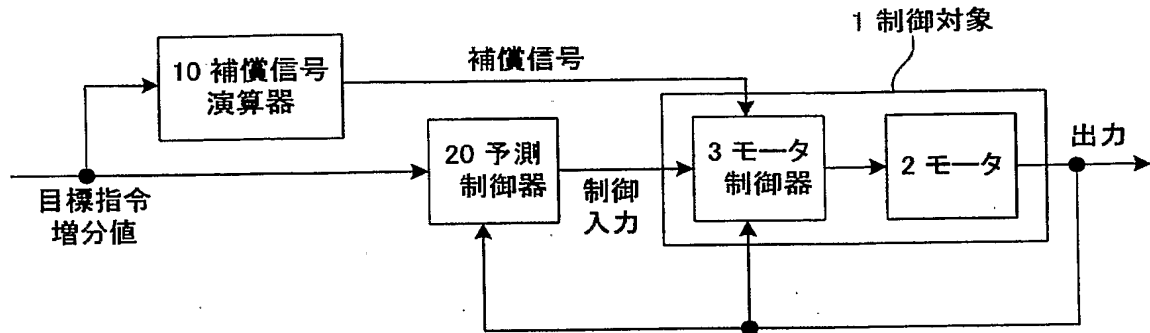 1 制御対象
補償信号
10 補償信号
演算器
出力
20 予測
制御器
3 モータ
制御器
2 モータ
目標指令
増分値
制御
入力